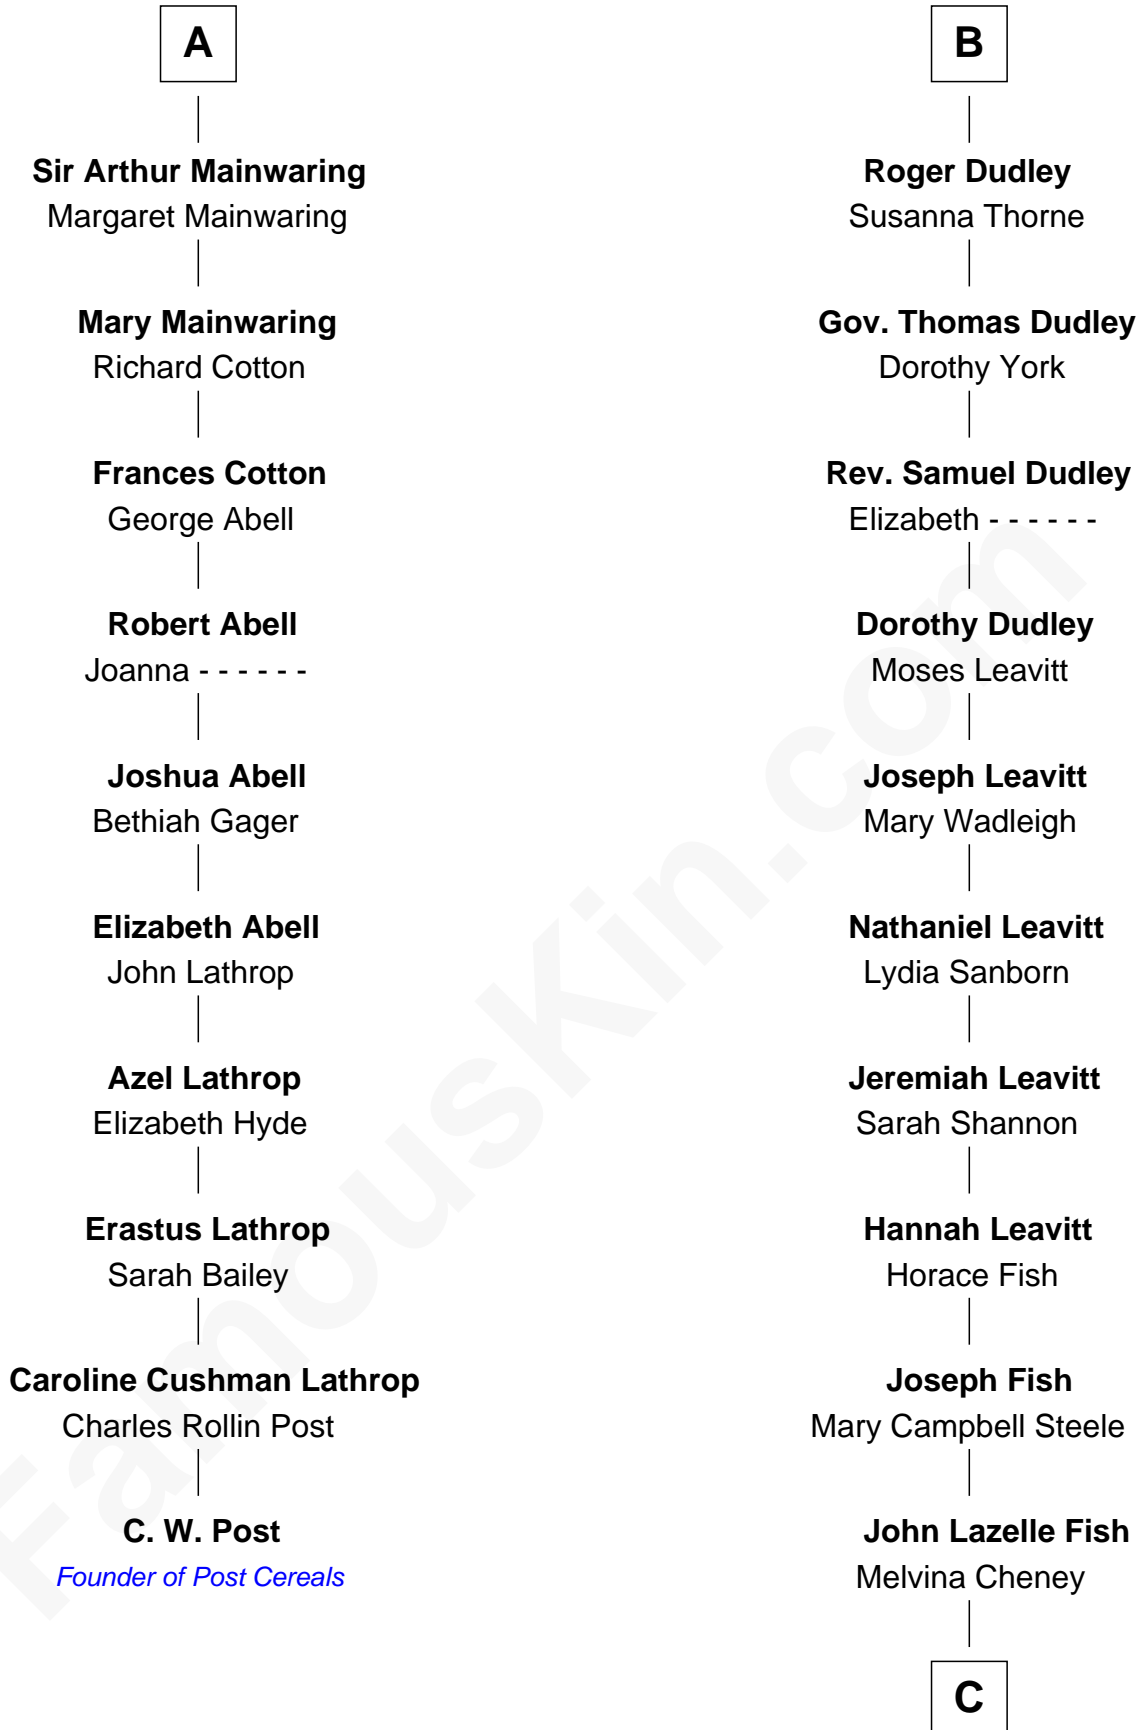 A
Sir Arthur Mainwaring
Margaret Mainwaring
Mary Mainwaring
Richard Cotton
Frances Cotton
George Abell
Robert Abell
Joanna - - - - - -
Joshua Abell
Bethiah Gager
Elizabeth Abell
John Lathrop
Azel Lathrop
Elizabeth Hyde
Erastus Lathrop
Sarah Bailey
Caroline Cushman Lathrop
Charles Rollin Post
C. W. Post
Founder of Post Cereals
B
Roger Dudley
Susanna Thorne
Gov. Thomas Dudley
Dorothy York
Rev. Samuel Dudley
Elizabeth - - - - - -
Dorothy Dudley
Moses Leavitt
Joseph Leavitt
Mary Wadleigh
Nathaniel Leavitt
Lydia Sanborn
Jeremiah Leavitt
Sarah Shannon
Hannah Leavitt
Horace Fish
Joseph Fish
Mary Campbell Steele
John Lazelle Fish
Melvina Cheney
C
FamousKin.com